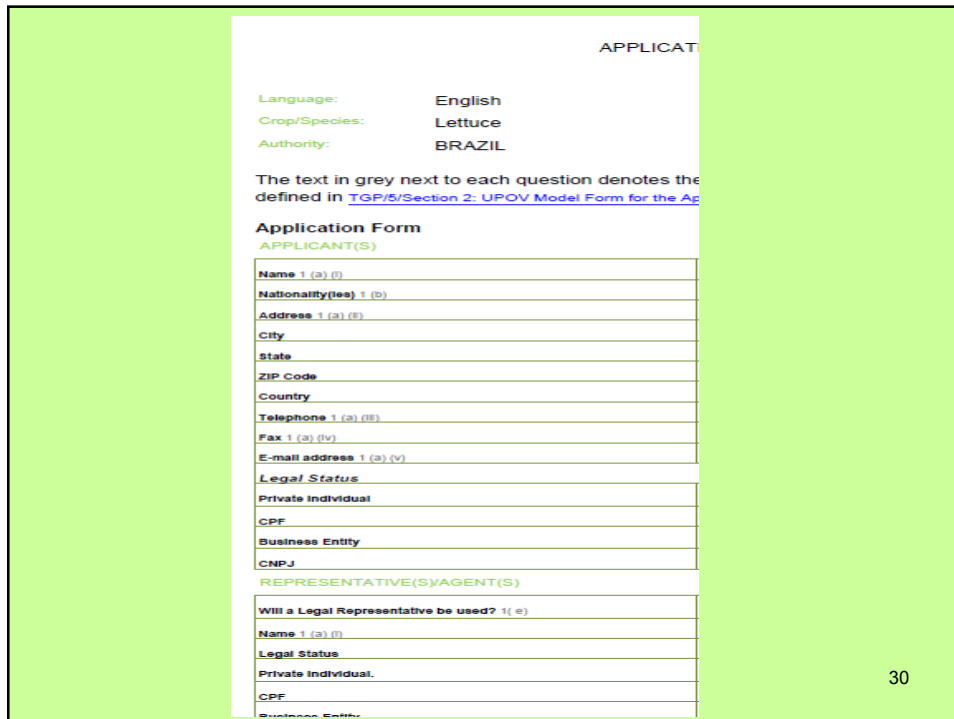 APPLICATI
Language: English
Crop/Species: Lettuce
Authority: BRAZIL
The text in grey next to each question denotes the
defined in TGP/5/Section 2: UPOV Model Form for the Ap
Application Form
APPLICANT(S)
Name 1 (a) (i)
Nationality(ies) 1 (b)
Address 1 (a) (ii)
City
State
ZIP Code
Country
Telephone 1 (a) (iii)
Fax 1 (a) (iv)
E-mail address 1 (a) (v)
Legal Status
Private Individual
CPF
Business Entity
CNPJ
REPRESENTATIVE(S)/AGENT(S)
Will a Legal Representative be used? 1( e)
Name 1 (a) (i)
Legal Status
Private Individual.
CPF
Business Entity
30